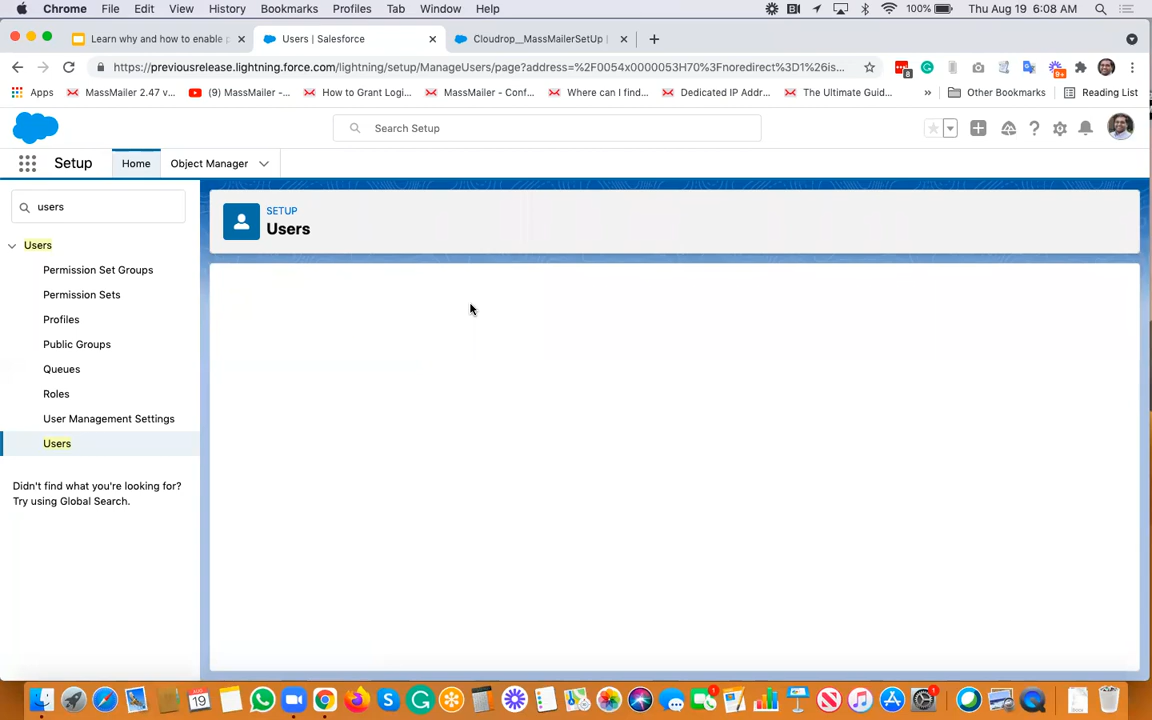 Chrome File Edit View History Bookmarks Profiles Tab Window Help 100% Thu Aug 19 6:08 AM
Learn why and how to enable p Users | Salesforce Cloudrop__MassMailerSetUp |
https://previousrelease.lightning.force.com/lightning/setup/ManageUsers/page?address=%2F0054x0000053H70%3Fnoredirect%3D1%26is... 8 9+
Apps MassMailer 2.47 v... (9) MassMailer -... How to Grant Logi... MassMailer - Conf... Where can I find... Dedicated IP Addr... The Ultimate Guid... » Other Bookmarks Reading List
Search Setup
Setup Home Object Manager
users
SETUP
Users
Users
Permission Set Groups
Permission Sets
Profiles
Public Groups
Queues
Roles
User Management Settings
Users
Didn't find what you're looking for?
Try using Global Search.
19 1 1